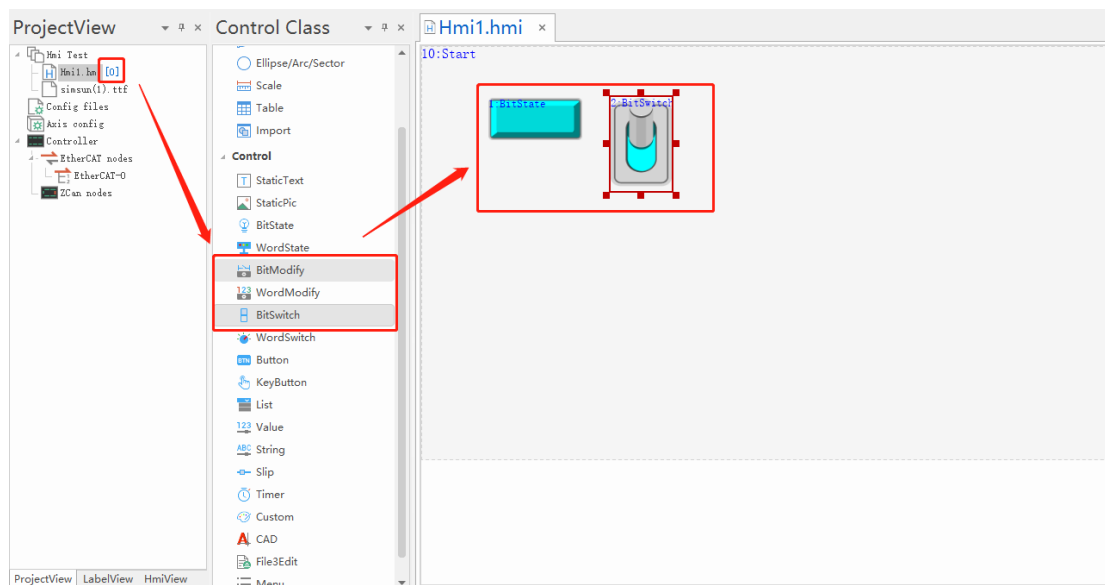 ProjectView
Hmi Test
Hmi1.hm [0]
simsun(1).ttf
Config files
Axis config
Controller
EtherCAT nodes
EtherCAT-0
ZCan nodes
ProjectView LabelView HmiView
Control Class
Ellipse/Arc/Sector
Scale
Table
Import
Control
StaticText
StaticPic
BitState
WordState
BitModify
WordModify
BitSwitch
WordSwitch
Button
KeyButton
List
Value
String
Slip
Timer
Custom
CAD
File3Edit
Menu
Hmi1.hmi
10:Start
1:BitState
2:BitSwitch